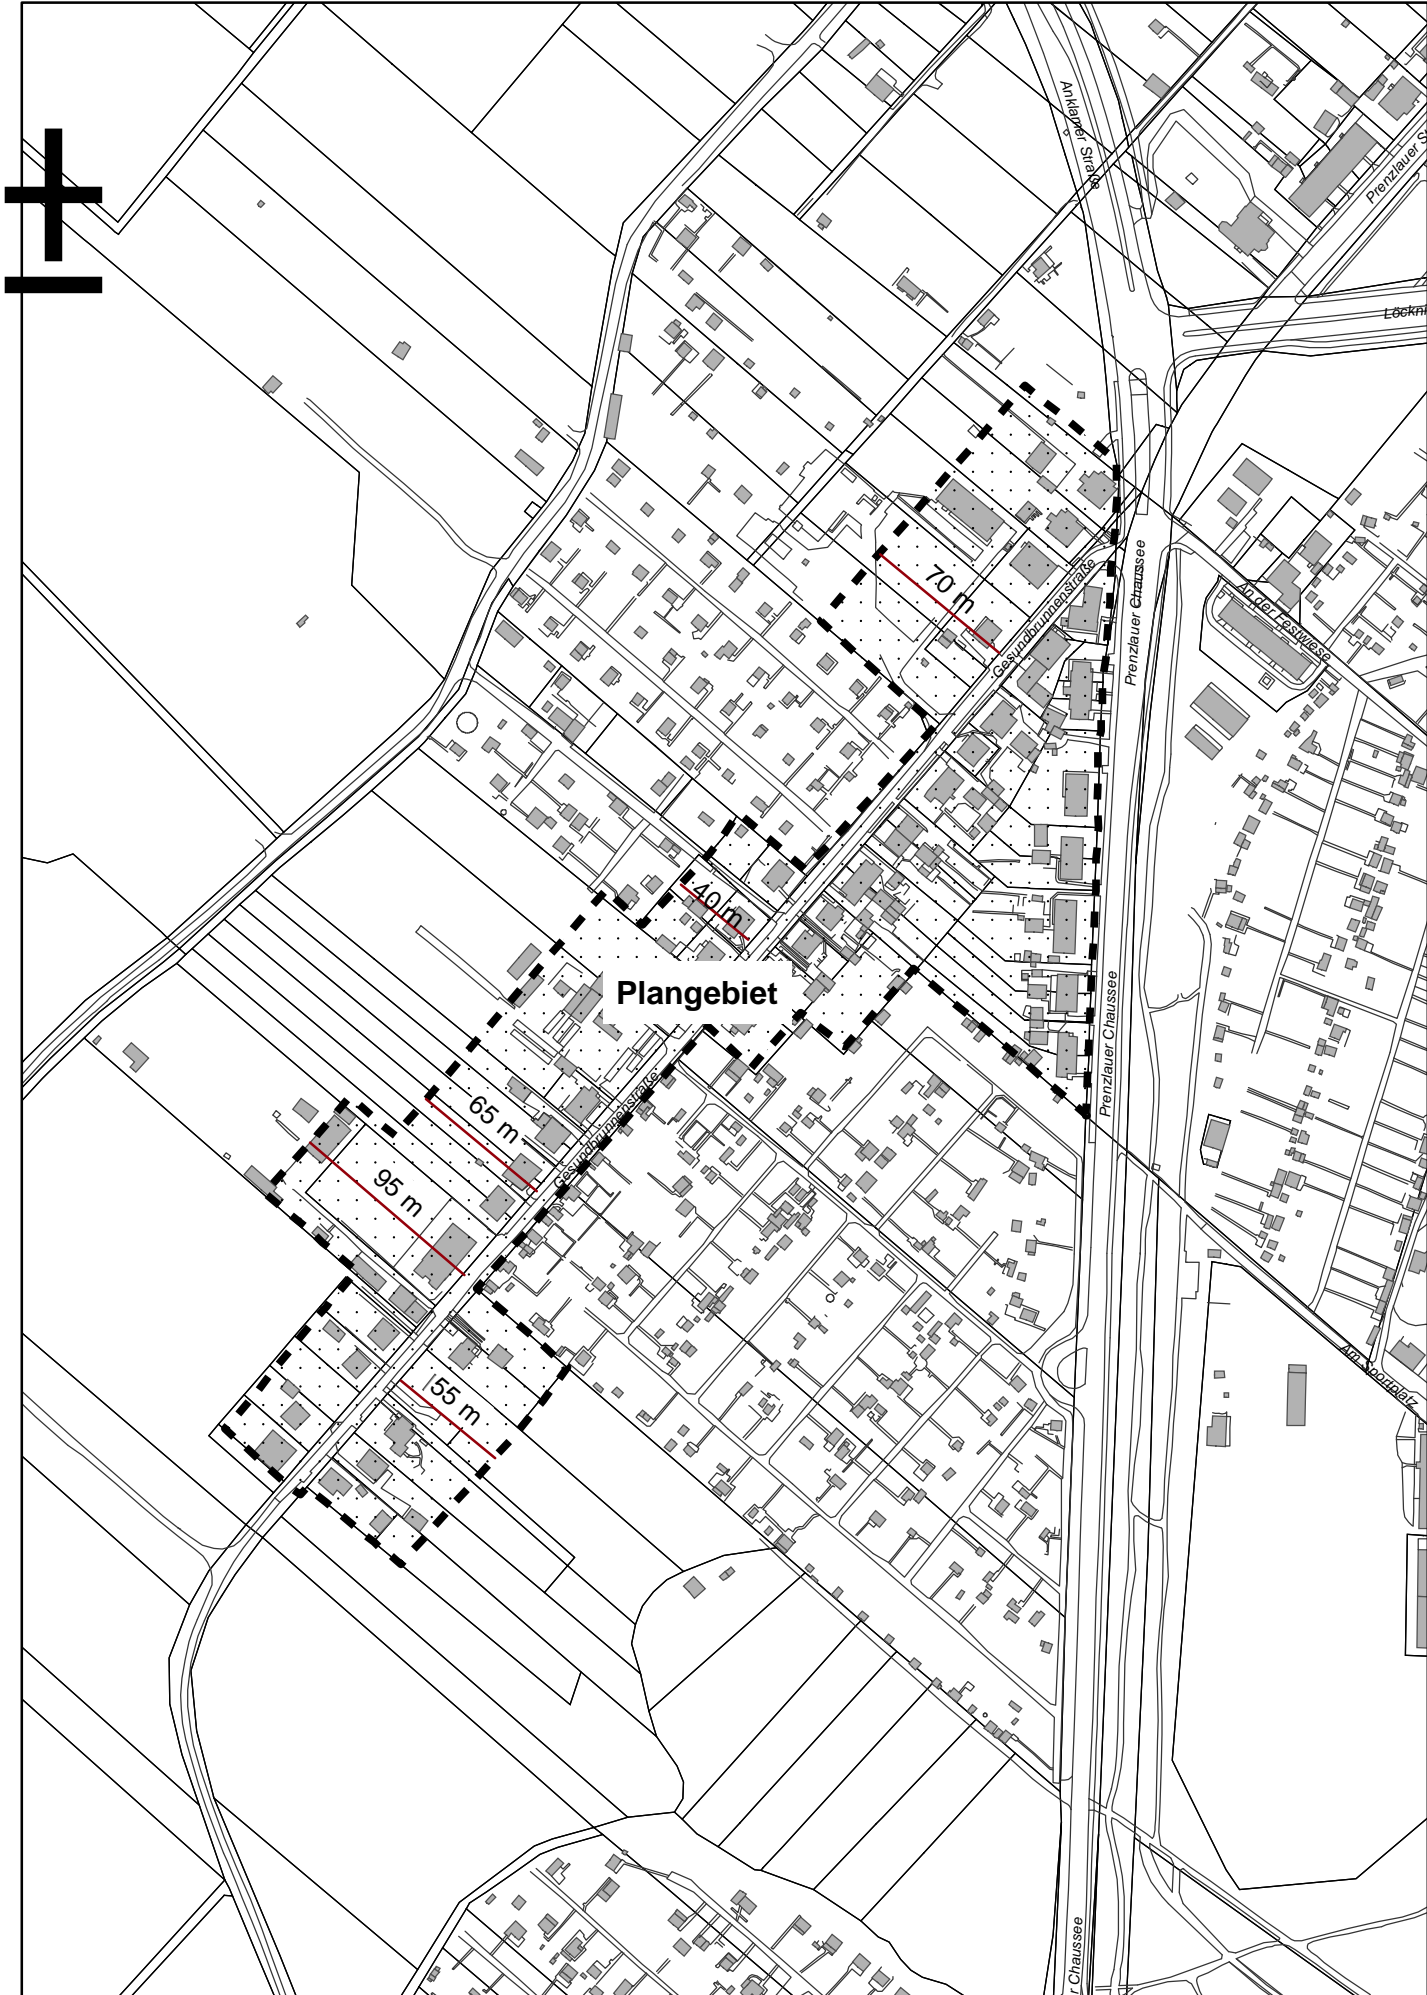 Anklamer Straße
Prenzlauer S
Löckni
70 m
Gesundbrunnenstraße
Prenzlauer Chaussee
An der Festwiese
40 m
Plangebiet
Prenzlauer Chaussee
65 m
Gesundbrunnenstraße
95 m
55 m
Am Sportplatz
r Chaussee